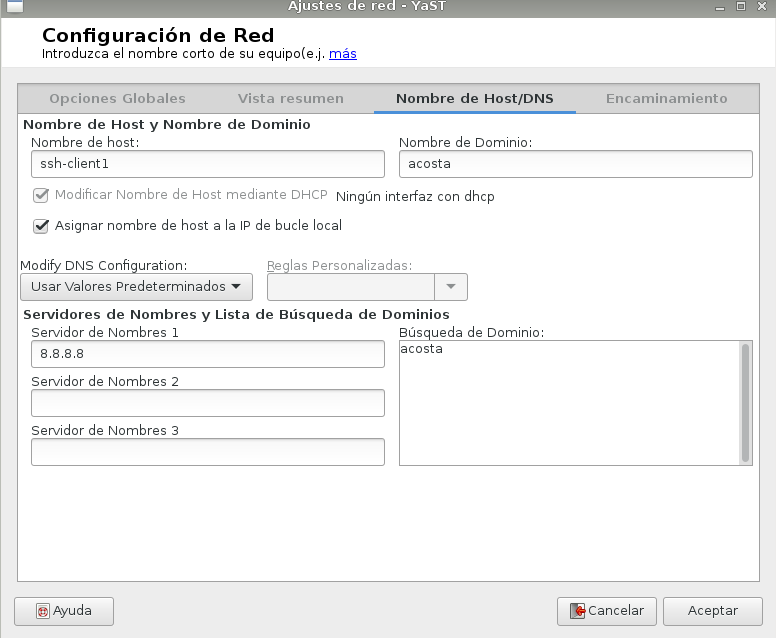 Ajustes de red - YaST
Configuración de Red
Introduzca el nombre corto de su equipo(e.j. más
Opciones Globales Vista resumen Nombre de Host/DNS Encaminamiento
Nombre de Host y Nombre de Dominio
Nombre de host: Nombre de Dominio:
ssh-client1 acosta
Modificar Nombre de Host mediante DHCP Ningún interfaz con dhcp
Asignar nombre de host a la IP de bucle local
Modify DNS Configuration: Reglas Personalizadas:
Usar Valores Predeterminados
Servidores de Nombres y Lista de Búsqueda de Dominios
Servidor de Nombres 1 Búsqueda de Dominio:
8.8.8.8 acosta
Servidor de Nombres 2
Servidor de Nombres 3
Ayuda Cancelar Aceptar